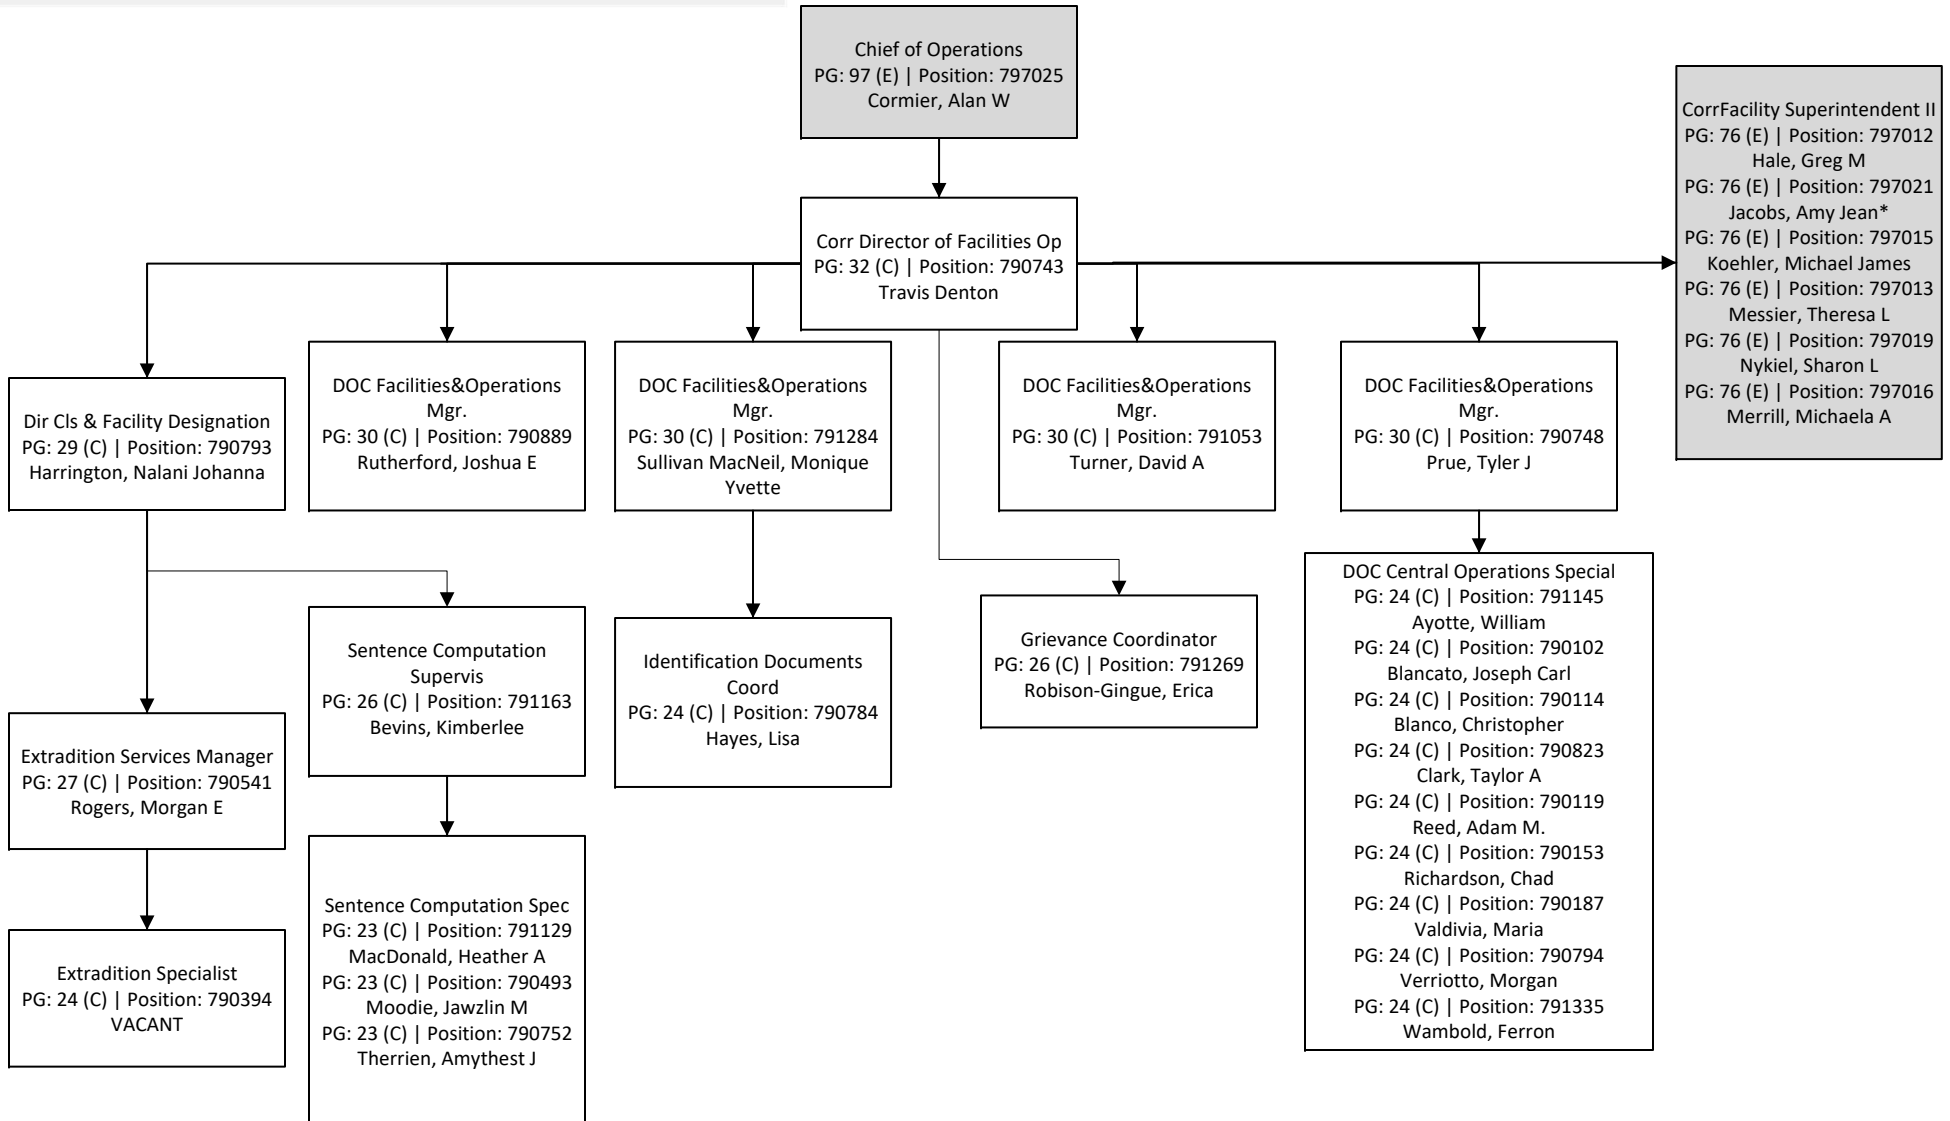 Chief of Operations
PG: 97 (E) | Position: 797025
Cormier, Alan W
CorrFacility Superintendent II
PG: 76 (E) | Position: 797012
Hale, Greg M
PG: 76 (E) | Position: 797021
Jacobs, Amy Jean*
PG: 76 (E) | Position: 797015
Koehler, Michael James
PG: 76 (E) | Position: 797013
Messier, Theresa L
PG: 76 (E) | Position: 797019
Nykiel, Sharon L
PG: 76 (E) | Position: 797016
Merrill, Michaela A
Corr Director of Facilities Op
PG: 32 (C) | Position: 790743
Travis Denton
Dir Cls & Facility Designation
PG: 29 (C) | Position: 790793
Harrington, Nalani Johanna
DOC Facilities&Operations
Mgr.
PG: 30 (C) | Position: 790889
Rutherford, Joshua E
DOC Facilities&Operations
Mgr.
PG: 30 (C) | Position: 791284
Sullivan MacNeil, Monique
Yvette
DOC Facilities&Operations
Mgr.
PG: 30 (C) | Position: 791053
Turner, David A
DOC Facilities&Operations
Mgr.
PG: 30 (C) | Position: 790748
Prue, Tyler J
Extradition Services Manager
PG: 27 (C) | Position: 790541
Rogers, Morgan E
Sentence Computation
Supervis
PG: 26 (C) | Position: 791163
Bevins, Kimberlee
Identification Documents
Coord
PG: 24 (C) | Position: 790784
Hayes, Lisa
Grievance Coordinator
PG: 26 (C) | Position: 791269
Robison-Gingue, Erica
DOC Central Operations Special
PG: 24 (C) | Position: 791145
Ayotte, William
PG: 24 (C) | Position: 790102
Blancato, Joseph Carl
PG: 24 (C) | Position: 790114
Blanco, Christopher
PG: 24 (C) | Position: 790823
Clark, Taylor A
PG: 24 (C) | Position: 790119
Reed, Adam M.
PG: 24 (C) | Position: 790153
Richardson, Chad
PG: 24 (C) | Position: 790187
Valdivia, Maria
PG: 24 (C) | Position: 790794
Verriotto, Morgan
PG: 24 (C) | Position: 791335
Wambold, Ferron
Extradition Specialist
PG: 24 (C) | Position: 790394
VACANT
Sentence Computation Spec
PG: 23 (C) | Position: 791129
MacDonald, Heather A
PG: 23 (C) | Position: 790493
Moodie, Jawzlin M
PG: 23 (C) | Position: 790752
Therrien, Amythest J